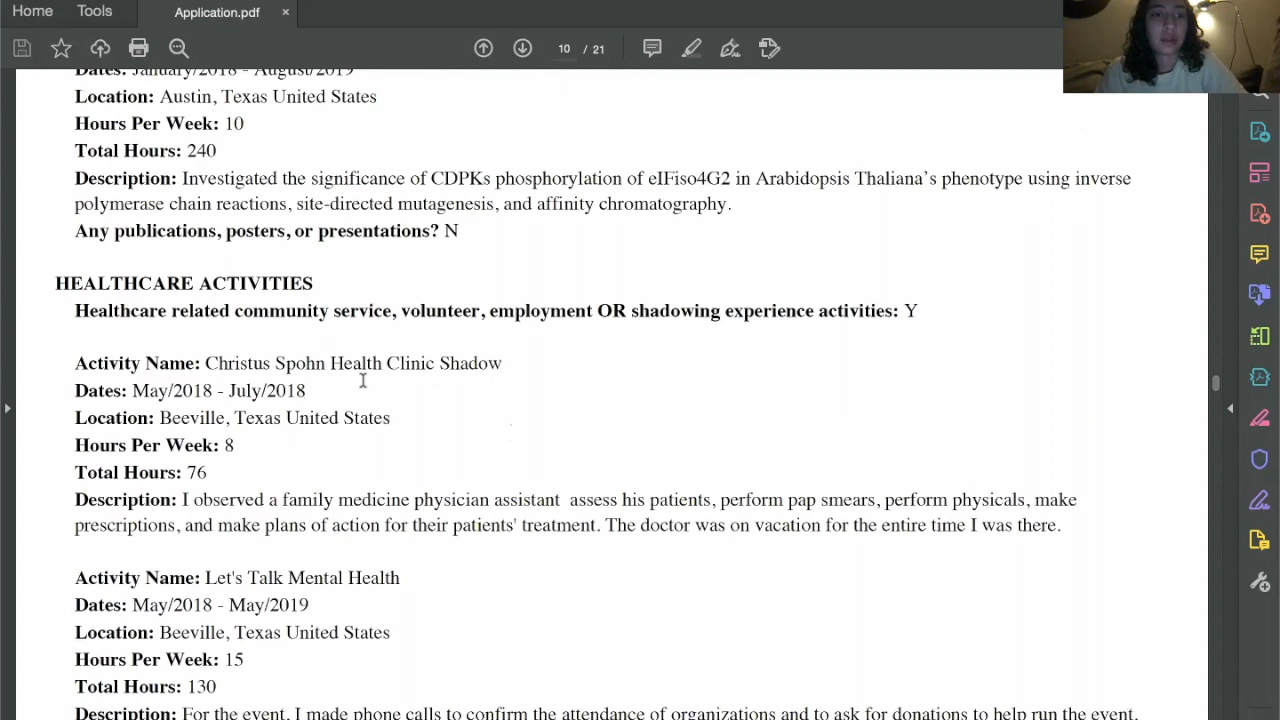 Home Tools Application.pdf ×
10 / 21
Dates: January/2018 - August/2019
Location: Austin, Texas United States
Hours Per Week: 10
Total Hours: 240
Description: Investigated the significance of CDPKs phosphorylation of eIFiso4G2 in Arabidopsis Thaliana's phenotype using inverse
polymerase chain reactions, site-directed mutagenesis, and affinity chromatography.
Any publications, posters, or presentations? N
HEALTHCARE ACTIVITIES
Healthcare related community service, volunteer, employment OR shadowing experience activities: Y
Activity Name: Christus Spohn Health Clinic Shadow
Dates: May/2018 - July/2018
Location: Beeville, Texas United States
Hours Per Week: 8
Total Hours: 76
Description: I observed a family medicine physician assistant  assess his patients, perform pap smears, perform physicals, make
prescriptions, and make plans of action for their patients' treatment. The doctor was on vacation for the entire time I was there.
Activity Name: Let's Talk Mental Health
Dates: May/2018 - May/2019
Location: Beeville, Texas United States
Hours Per Week: 15
Total Hours: 130
Description: For the event, I made phone calls to confirm the attendance of organizations and to ask for donations to help run the event.